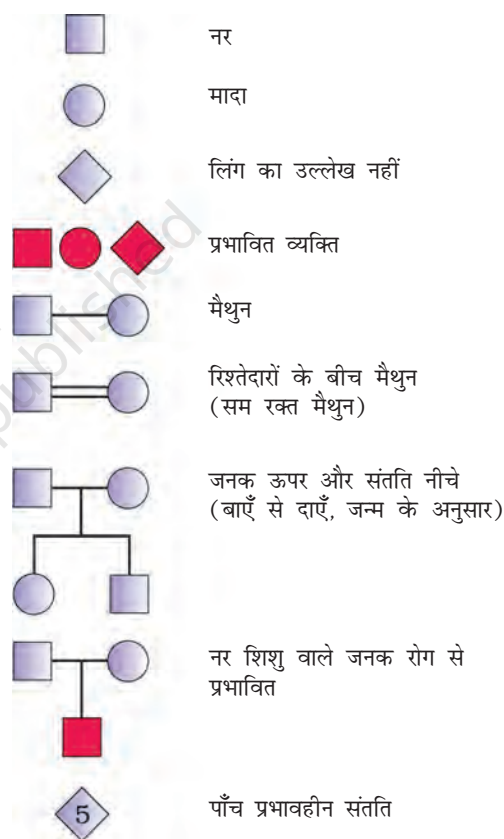 नर
मादा
लिंग का उल्लेख नहीं
प्रभावित व्यक्ति
मैथुन
रिश्तेदारों के बीच मैथुन
(सम रक्त मैथुन)
जनक ऊपर और संतति नीचे
(बाएँ से दाएँ, जन्म के अनुसार)
नर शिशु वाले जनक रोग से
प्रभावित
5 पाँच प्रभावहीन संतति
published